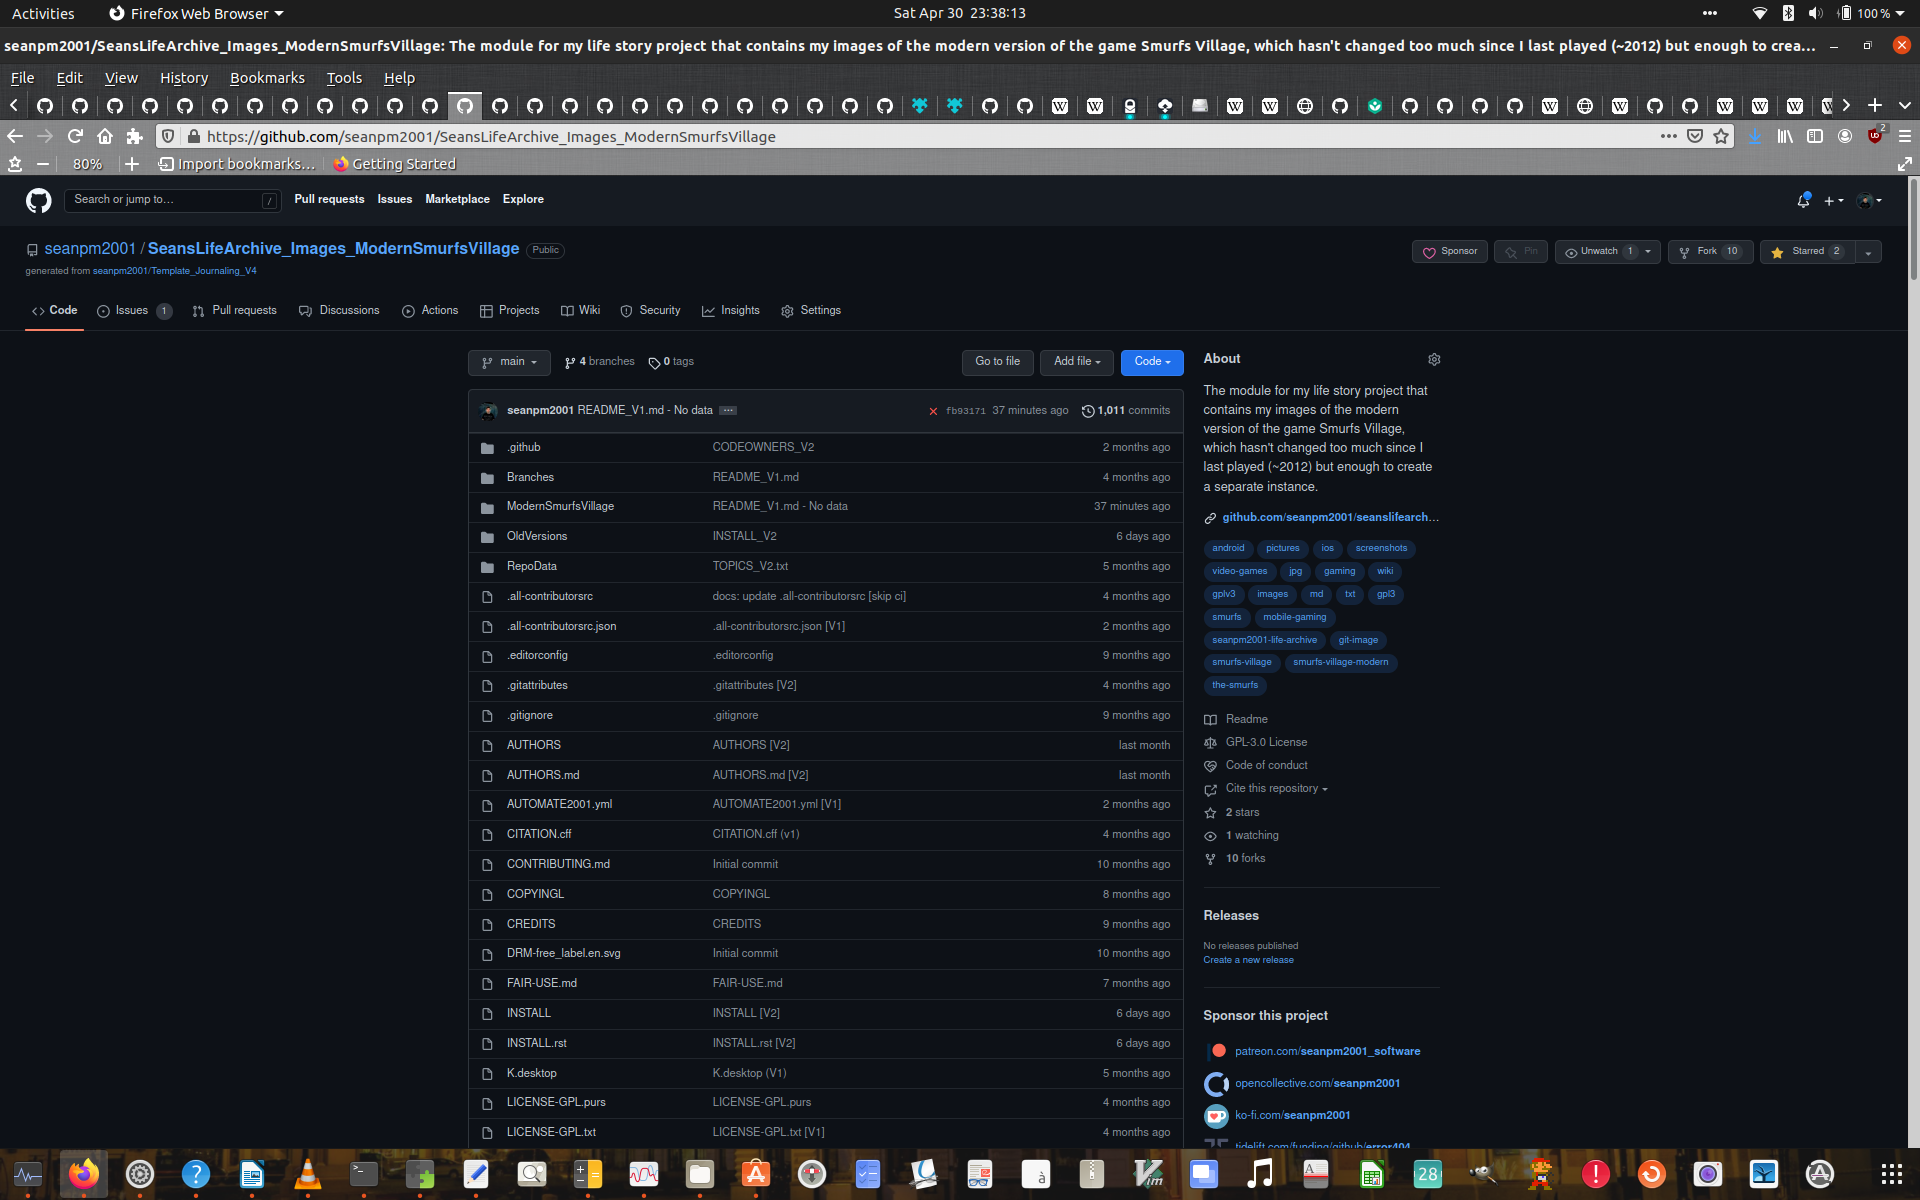 Activities Firefox Web Browser Sat Apr 30 23:38:13 100 %
seanpm2001/SeansLifeArchive_Images_ModernSmurfsVillage: The module for my life story project that contains my images of the modern version of the game Smurfs Village, which hasn't changed too much since I last played (~2012) but enough to crea...
File Edit View History Bookmarks Tools Help
https://github.com/seanpm2001/SeansLifeArchive_Images_ModernSmurfsVillage 2
80% Import bookmarks... Getting Started
Search or jump to... / Pull requests Issues Marketplace Explore
seanpm2001 / SeansLifeArchive_Images_ModernSmurfsVillage Public Sponsor Pin Unwatch 1 Fork 10 Starred 2
generated from seanpm2001/Template_Journaling_V4
Code Issues 1 Pull requests Discussions Actions Projects Wiki Security Insights Settings
main 4 branches 0 tags Go to file Add file Code
seanpm2001 README_V1.md - No data fb93171 37 minutes ago 1,011 commits
.github CODEOWNERS_V2 2 months ago
Branches README_V1.md 4 months ago
ModernSmurfsVillage README_V1.md - No data 37 minutes ago
OldVersions INSTALL_V2 6 days ago
RepoData TOPICS_V2.txt 5 months ago
.all-contributorsrc docs: update .all-contributorsrc [skip ci] 4 months ago
.all-contributorsrc.json .all-contributorsrc.json [V1] 2 months ago
.editorconfig .editorconfig 9 months ago
.gitattributes .gitattributes [V2] 4 months ago
.gitignore .gitignore 9 months ago
AUTHORS AUTHORS [V2] last month
AUTHORS.md AUTHORS.md [V2] last month
AUTOMATE2001.yml AUTOMATE2001.yml [V1] 2 months ago
CITATION.cff CITATION.cff (v1) 4 months ago
CONTRIBUTING.md Initial commit 10 months ago
COPYINGL COPYINGL 8 months ago
CREDITS CREDITS 9 months ago
DRM-free_label.en.svg Initial commit 10 months ago
FAIR-USE.md FAIR-USE.md 7 months ago
INSTALL INSTALL [V2] 6 days ago
INSTALL.rst INSTALL.rst [V2] 6 days ago
K.desktop K.desktop (V1) 5 months ago
LICENSE-GPL.purs LICENSE-GPL.purs 4 months ago
LICENSE-GPL.txt LICENSE-GPL.txt [V1] 4 months ago
About
The module for my life story project that
contains my images of the modern
version of the game Smurfs Village,
which hasn't changed too much since I
last played (~2012) but enough to create
a separate instance.
github.com/seanpm2001/seanslifearch...
android pictures ios screenshots
video-games jpg gaming wiki
gplv3 images md txt gpl3
smurfs mobile-gaming
seanpm2001-life-archive git-image
smurfs-village smurfs-village-modern
the-smurfs
Readme
GPL-3.0 License
Code of conduct
Cite this repository
2 stars
1 watching
10 forks
Releases
No releases published
Create a new release
Sponsor this project
patreon.com/seanpm2001_software
opencollective.com/seanpm2001
ko-fi.com/seanpm2001
tidelift.com/funding/github/error404
28